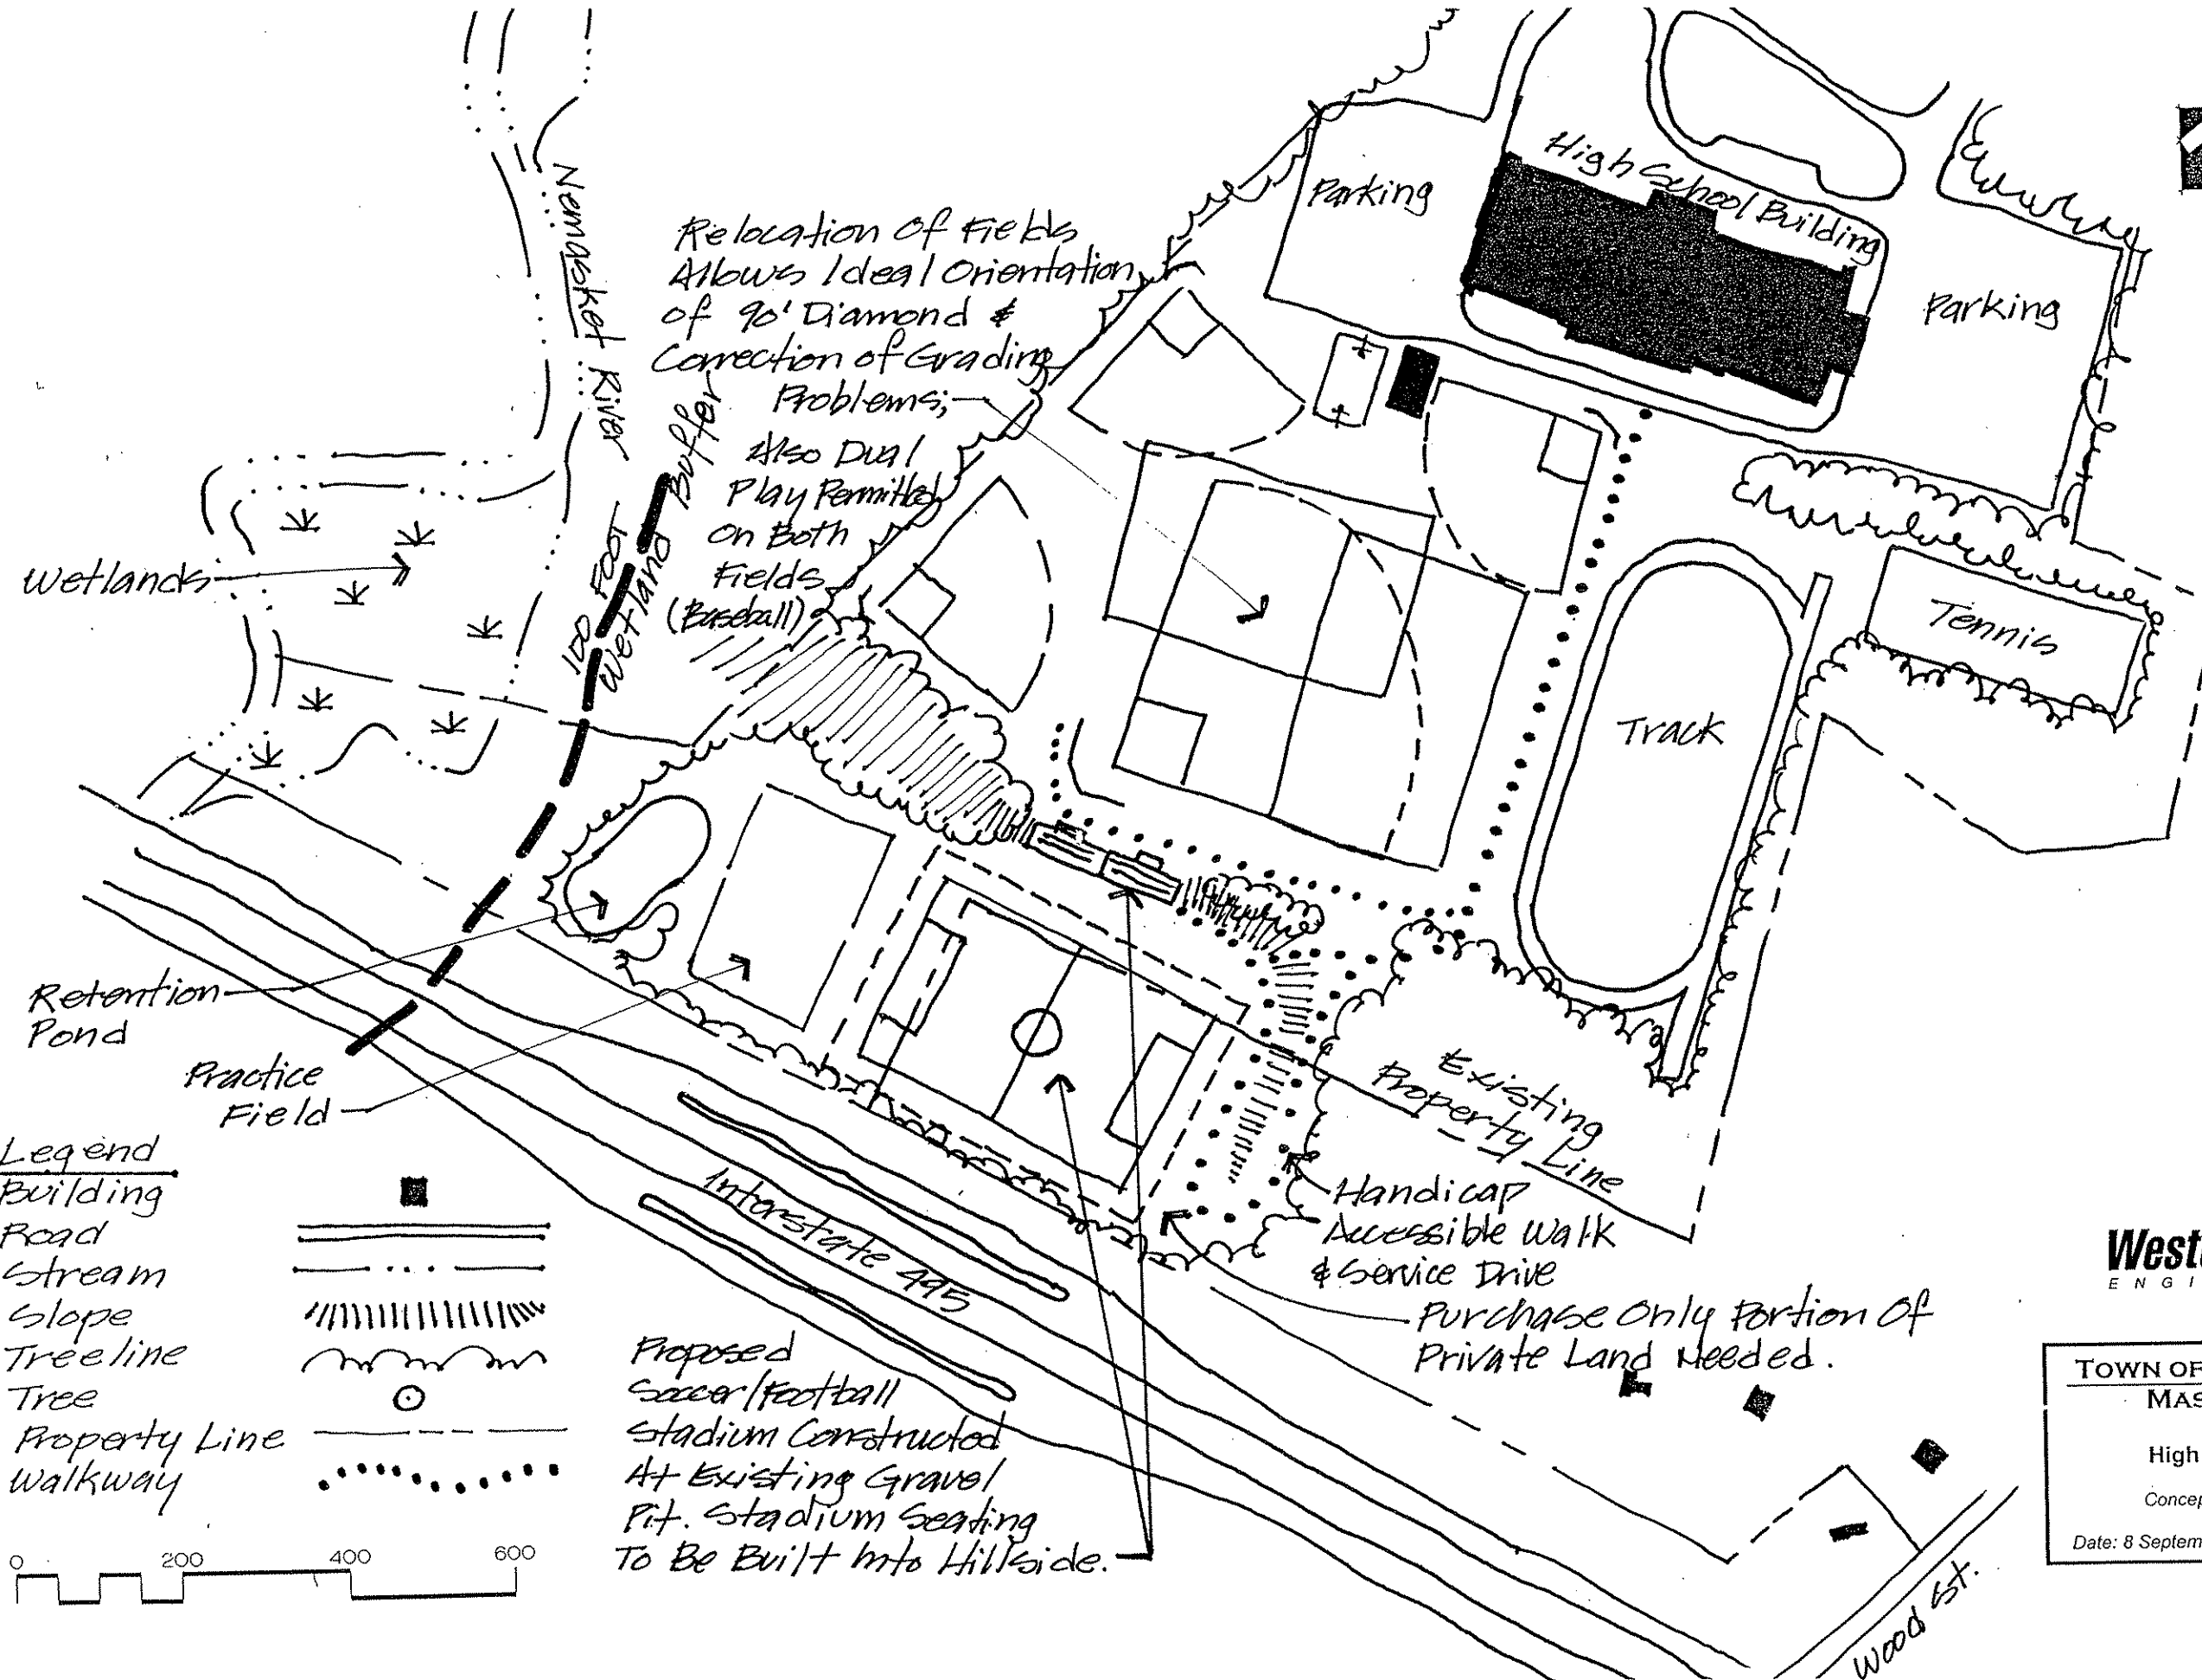 Nemasket River
Relocation Of Fields
Allows Ideal Orientation
of 90' Diamond &
Correction of Grading
Problems;
Also Dual
Play Permitted
On Both
Fields
(Baseball)
100 FOOT
Wetland Buffer
Wetlands
Parking
High School Building
Parking
Tennis
Track
Retention
Pond
Practice
Field
Existing
Property Line
Handicap
Accessible Walk
& Service Drive
Purchase Only Portion Of
Private Land Needed.
Interstate 495
Proposed
Soccer/Football
Stadium Constructed
At Existing Gravel
Pit. Stadium Seating
To Be Built Into Hillside.
Legend
Building
Road
Stream
Slope
Treeline
Tree
Property Line
Walkway
0 200 400 600
Wood St.
West
ENGI
TOWN OF
MAS
High
Concep
Date: 8 Septem